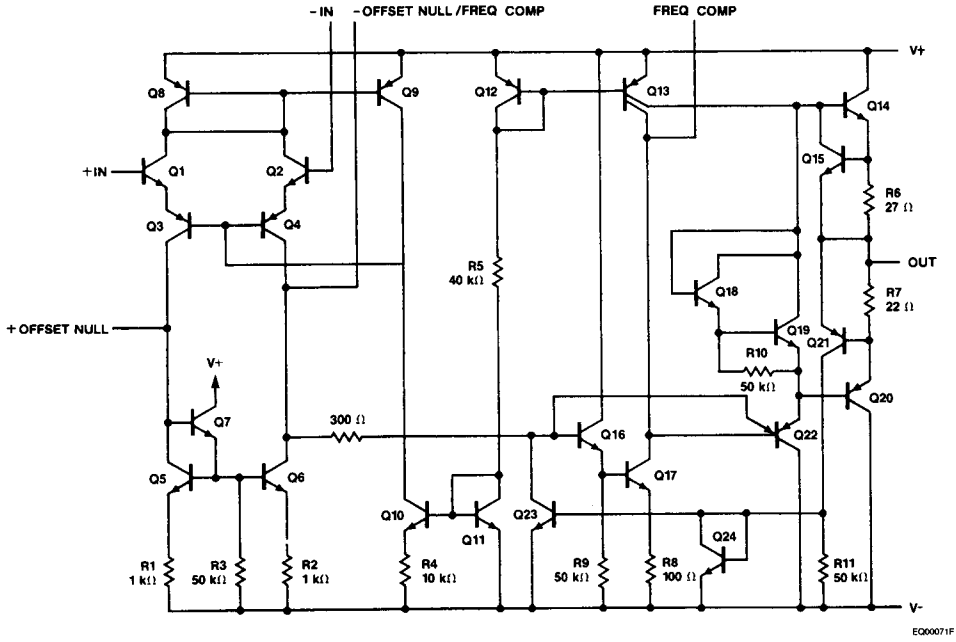 -IN
-OFFSET NULL/FREQ COMP
FREQ COMP
V+
Q8
Q9
Q12
Q13
Q14
+IN
Q1
Q2
Q15
Q3
Q4
R6
27 Ω
R5
40 kΩ
OUT
Q18
R7
22 Ω
+ OFFSET NULL
Q19
Q21
V+
R10
50 kΩ
Q20
Q7
300 Ω
Q16
Q22
Q5
Q6
Q17
Q10
Q11
Q23
Q24
R1
1 kΩ
R3
50 kΩ
R2
1 kΩ
R4
10 kΩ
R9
50 kΩ
R8
100 Ω
R11
50 kΩ
V-
EQ00071F